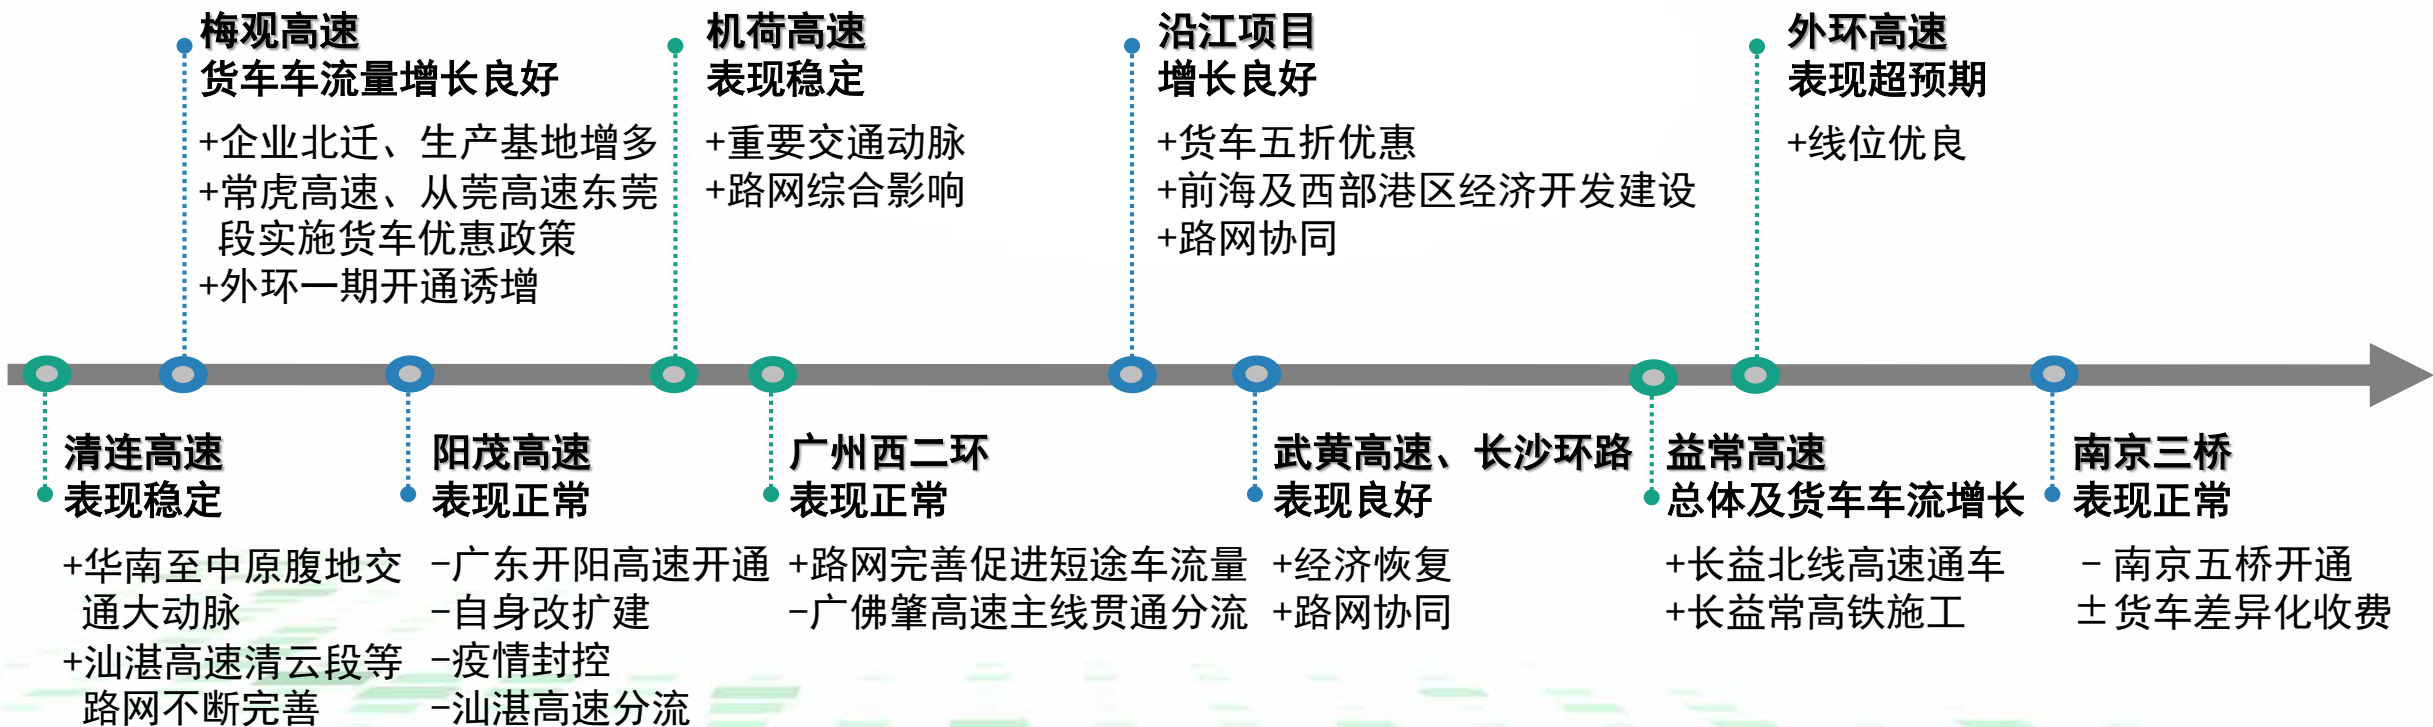 梅观高速
货车车流量增长良好
+企业北迁、生产基地增多
+常虎高速、从莞高速东莞
段实施货车优惠政策
+外环一期开通诱增
机荷高速
表现稳定
+重要交通动脉
+路网综合影响
沿江项目
增长良好
+货车五折优惠
+前海及西部港区经济开发建设
+路网协同
外环高速
表现超预期
+线位优良
清连高速
表现稳定
+华南至中原腹地交
通大动脉
+汕湛高速清云段等
路网不断完善
阳茂高速
表现正常
-广东开阳高速开通
-自身改扩建
-疫情封控
-汕湛高速分流
广州西二环
表现正常
+路网完善促进短途车流量
-广佛肇高速主线贯通分流
武黄高速、长沙环路
表现良好
+经济恢复
+路网协同
益常高速
总体及货车车流增长
+长益北线高速通车
+长益常高铁施工
南京三桥
表现正常
- 南京五桥开通
±货车差异化收费